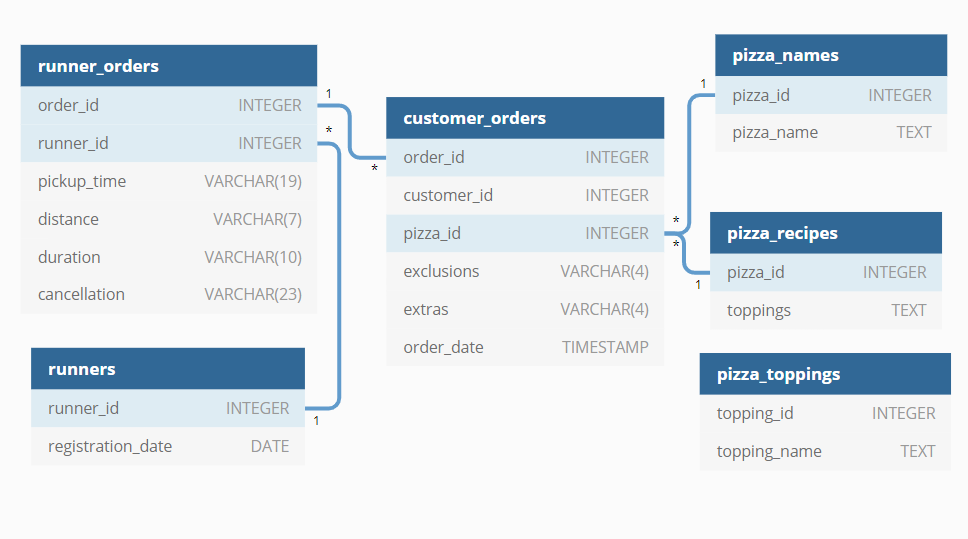 runner_orders
order_id INTEGER
runner_id INTEGER
pickup_time VARCHAR(19)
distance VARCHAR(7)
duration VARCHAR(10)
cancellation VARCHAR(23)
1
*
runners
runner_id INTEGER
registration_date DATE
1
customer_orders
order_id INTEGER
customer_id INTEGER
pizza_id INTEGER
exclusions VARCHAR(4)
extras VARCHAR(4)
order_date TIMESTAMP
*
*
*
pizza_names
pizza_id INTEGER
pizza_name TEXT
1
pizza_recipes
pizza_id INTEGER
toppings TEXT
1
pizza_toppings
topping_id INTEGER
topping_name TEXT